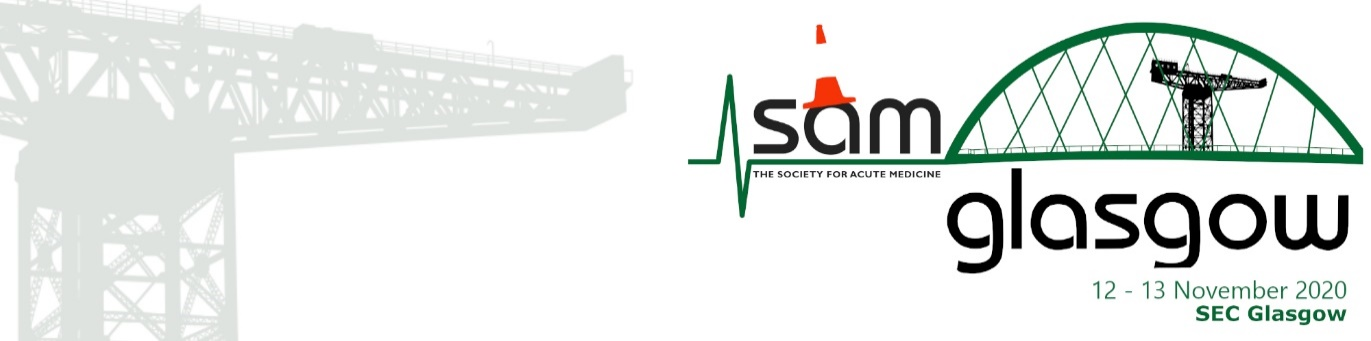 sam
THE SOCIETY FOR ACUTE MEDICINE
glasgow
12 - 13 November 2020
SEC Glasgow